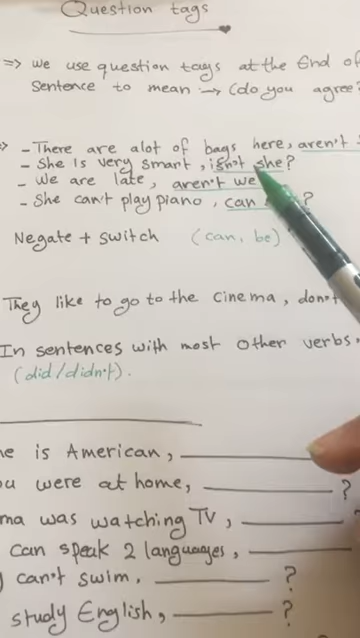 Question tags
=> we use question tags at the End of
Sentence to mean → (do you agree?
- There are alot of bags here, aren't
- She is very smart, isn't she?
- We are late, aren't we
- She can't play piano, can ?
Negate + switch (can, be)
They like to go to the cinema, don't
In sentences with most other verbs.
(did/didn't).
is American,
were at home, ?
was watching TV, ?
can speak 2 languages,
can't swim. ?
study English, ?